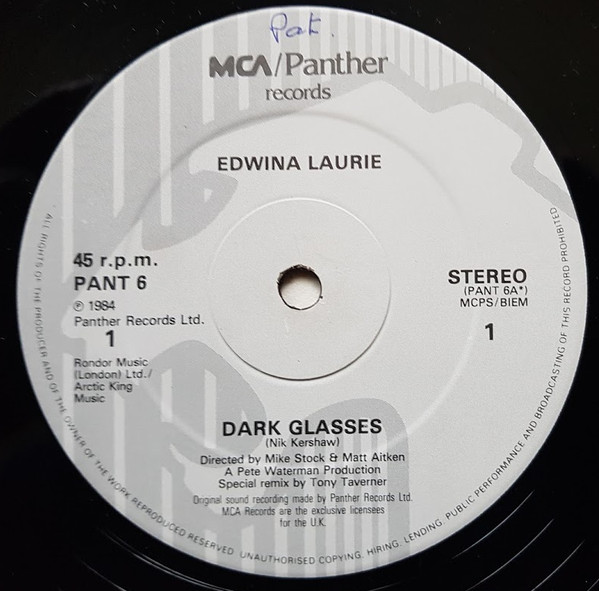 Pat.
MCA/Panther
records
EDWINA LAURIE
45 r.p.m.
PANT 6
℗ 1984
Panther Records Ltd.
1
Rondor Music
(London) Ltd./
Arctic King
Music
STEREO
(PANT 6A*)
MCPS/BIEM
1
DARK GLASSES
(Nik Kershaw)
Directed by Mike Stock & Matt Aitken
A Pete Waterman Production
Special remix by Tony Taverner
Original sound recording made by Panther Records Ltd.
MCA Records are the exclusive licensees
for the U.K.
ALL RIGHTS OF THE PRODUCER AND OF THE OWNER OF THE WORK REPRODUCED RESERVED UNAUTHORISED COPYING, HIRING, LENDING, PUBLIC PERFORMANCE AND BROADCASTING OF THIS RECORD PROHIBITED